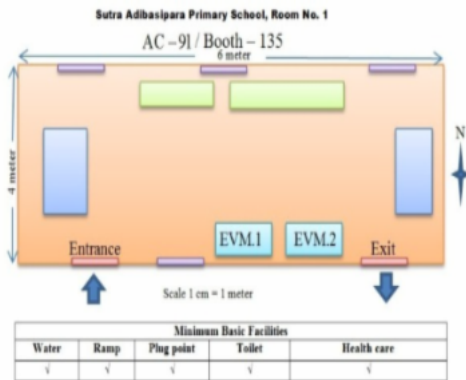 Sutra Adibasipara Primary School, Room No. 1
AC – 91 / Booth – 135
6 meter
4 meter
N
EVM.1 EVM.2
Entrance Exit
Scale 1 cm = 1 meter
Minimum Basic Facilities
Water Ramp Plug point Toilet Health care
√ √ √ √ √